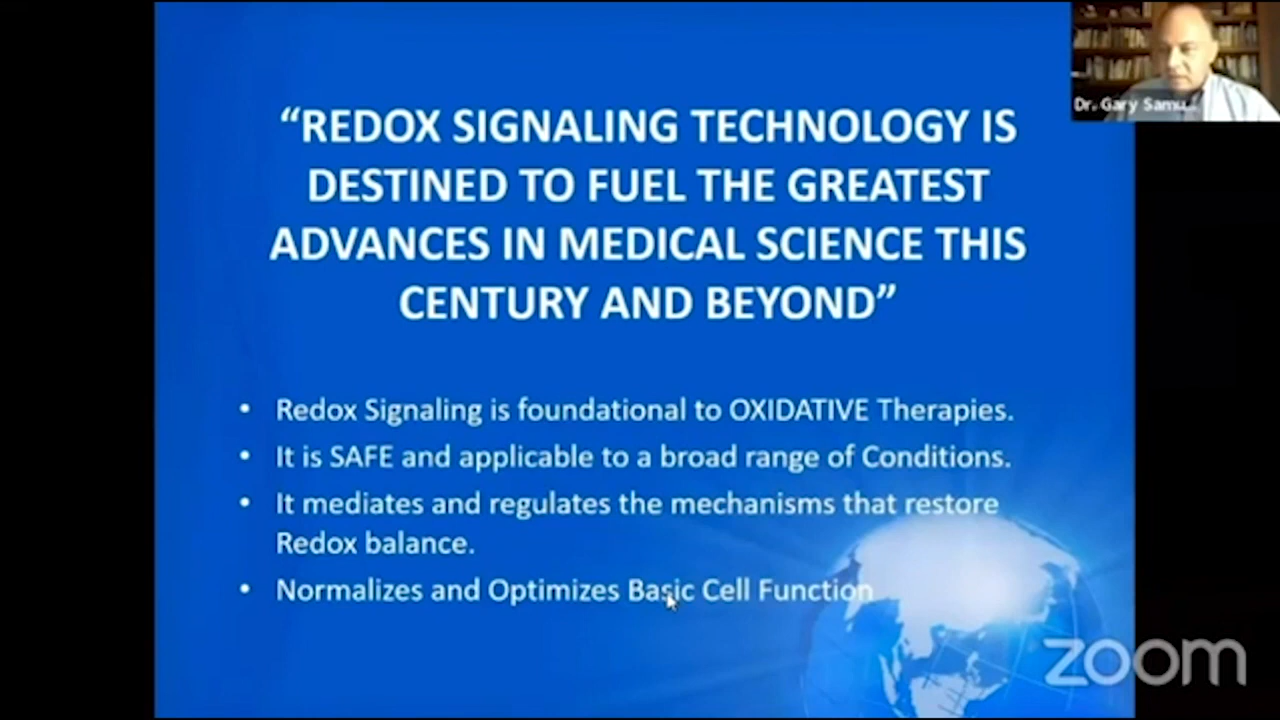 “REDOX SIGNALING TECHNOLOGY IS
DESTINED TO FUEL THE GREATEST
ADVANCES IN MEDICAL SCIENCE THIS
CENTURY AND BEYOND”
• Redox Signaling is foundational to OXIDATIVE Therapies.
• It is SAFE and applicable to a broad range of Conditions.
• It mediates and regulates the mechanisms that restore
Redox balance.
• Normalizes and Optimizes Basic Cell Function
Dr. Gary Samu...
zoom